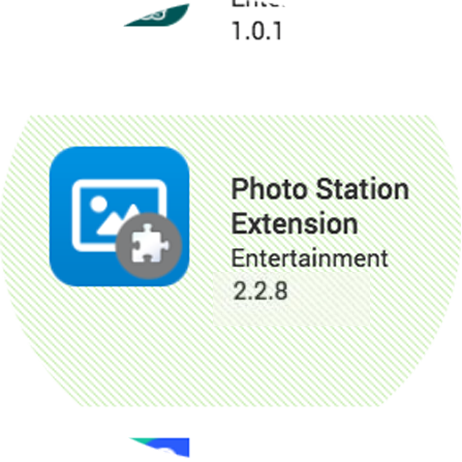 1.0.1
Photo Station
Extension
Entertainment
2.2.8